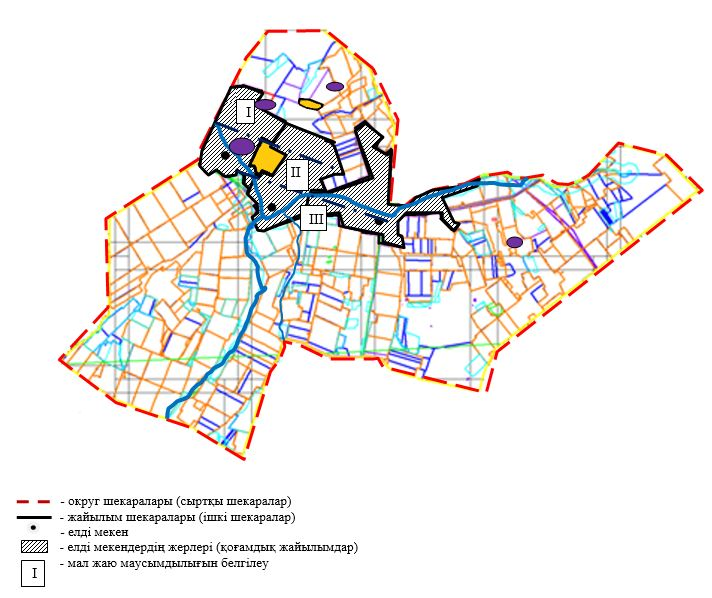 I
II
III
- округ шекаралары (сыртқы шекаралар)
- жайылым шекаралары (ішкі шекаралар)
- елді мекен
- елді мекендердің жерлері (қоғамдық жайылымдар)
I - мал жаю маусымдылығын белгілеу